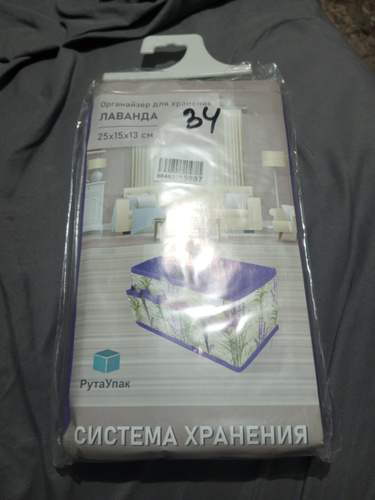 Органайзер для хранения
ЛАВАНДА
25х15х13 см
34
РутаУпак
СИСТЕМА ХРАНЕНИЯ